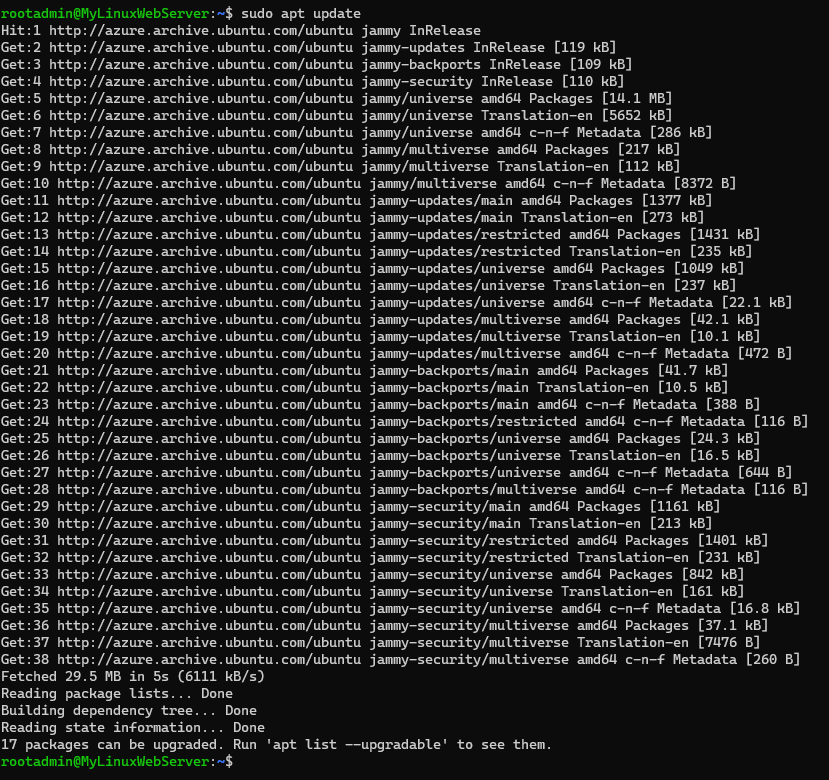 rootadmin@MyLinuxWebServer:~$ sudo apt update
Hit:1 http://azure.archive.ubuntu.com/ubuntu jammy InRelease
Get:2 http://azure.archive.ubuntu.com/ubuntu jammy-updates InRelease [119 kB]
Get:3 http://azure.archive.ubuntu.com/ubuntu jammy-backports InRelease [109 kB]
Get:4 http://azure.archive.ubuntu.com/ubuntu jammy-security InRelease [110 kB]
Get:5 http://azure.archive.ubuntu.com/ubuntu jammy/universe amd64 Packages [14.1 MB]
Get:6 http://azure.archive.ubuntu.com/ubuntu jammy/universe Translation-en [5652 kB]
Get:7 http://azure.archive.ubuntu.com/ubuntu jammy/universe amd64 c-n-f Metadata [286 kB]
Get:8 http://azure.archive.ubuntu.com/ubuntu jammy/multiverse amd64 Packages [217 kB]
Get:9 http://azure.archive.ubuntu.com/ubuntu jammy/multiverse Translation-en [112 kB]
Get:10 http://azure.archive.ubuntu.com/ubuntu jammy/multiverse amd64 c-n-f Metadata [8372 B]
Get:11 http://azure.archive.ubuntu.com/ubuntu jammy-updates/main amd64 Packages [1377 kB]
Get:12 http://azure.archive.ubuntu.com/ubuntu jammy-updates/main Translation-en [273 kB]
Get:13 http://azure.archive.ubuntu.com/ubuntu jammy-updates/restricted amd64 Packages [1431 kB]
Get:14 http://azure.archive.ubuntu.com/ubuntu jammy-updates/restricted Translation-en [235 kB]
Get:15 http://azure.archive.ubuntu.com/ubuntu jammy-updates/universe amd64 Packages [1049 kB]
Get:16 http://azure.archive.ubuntu.com/ubuntu jammy-updates/universe Translation-en [237 kB]
Get:17 http://azure.archive.ubuntu.com/ubuntu jammy-updates/universe amd64 c-n-f Metadata [22.1 kB]
Get:18 http://azure.archive.ubuntu.com/ubuntu jammy-updates/multiverse amd64 Packages [42.1 kB]
Get:19 http://azure.archive.ubuntu.com/ubuntu jammy-updates/multiverse Translation-en [10.1 kB]
Get:20 http://azure.archive.ubuntu.com/ubuntu jammy-updates/multiverse amd64 c-n-f Metadata [472 B]
Get:21 http://azure.archive.ubuntu.com/ubuntu jammy-backports/main amd64 Packages [41.7 kB]
Get:22 http://azure.archive.ubuntu.com/ubuntu jammy-backports/main Translation-en [10.5 kB]
Get:23 http://azure.archive.ubuntu.com/ubuntu jammy-backports/main amd64 c-n-f Metadata [388 B]
Get:24 http://azure.archive.ubuntu.com/ubuntu jammy-backports/restricted amd64 c-n-f Metadata [116 B]
Get:25 http://azure.archive.ubuntu.com/ubuntu jammy-backports/universe amd64 Packages [24.3 kB]
Get:26 http://azure.archive.ubuntu.com/ubuntu jammy-backports/universe Translation-en [16.5 kB]
Get:27 http://azure.archive.ubuntu.com/ubuntu jammy-backports/universe amd64 c-n-f Metadata [644 B]
Get:28 http://azure.archive.ubuntu.com/ubuntu jammy-backports/multiverse amd64 c-n-f Metadata [116 B]
Get:29 http://azure.archive.ubuntu.com/ubuntu jammy-security/main amd64 Packages [1161 kB]
Get:30 http://azure.archive.ubuntu.com/ubuntu jammy-security/main Translation-en [213 kB]
Get:31 http://azure.archive.ubuntu.com/ubuntu jammy-security/restricted amd64 Packages [1401 kB]
Get:32 http://azure.archive.ubuntu.com/ubuntu jammy-security/restricted Translation-en [231 kB]
Get:33 http://azure.archive.ubuntu.com/ubuntu jammy-security/universe amd64 Packages [842 kB]
Get:34 http://azure.archive.ubuntu.com/ubuntu jammy-security/universe Translation-en [161 kB]
Get:35 http://azure.archive.ubuntu.com/ubuntu jammy-security/universe amd64 c-n-f Metadata [16.8 kB]
Get:36 http://azure.archive.ubuntu.com/ubuntu jammy-security/multiverse amd64 Packages [37.1 kB]
Get:37 http://azure.archive.ubuntu.com/ubuntu jammy-security/multiverse Translation-en [7476 B]
Get:38 http://azure.archive.ubuntu.com/ubuntu jammy-security/multiverse amd64 c-n-f Metadata [260 B]
Fetched 29.5 MB in 5s (6111 kB/s)
Reading package lists... Done
Building dependency tree... Done
Reading state information... Done
17 packages can be upgraded. Run 'apt list --upgradable' to see them.
rootadmin@MyLinuxWebServer:~$